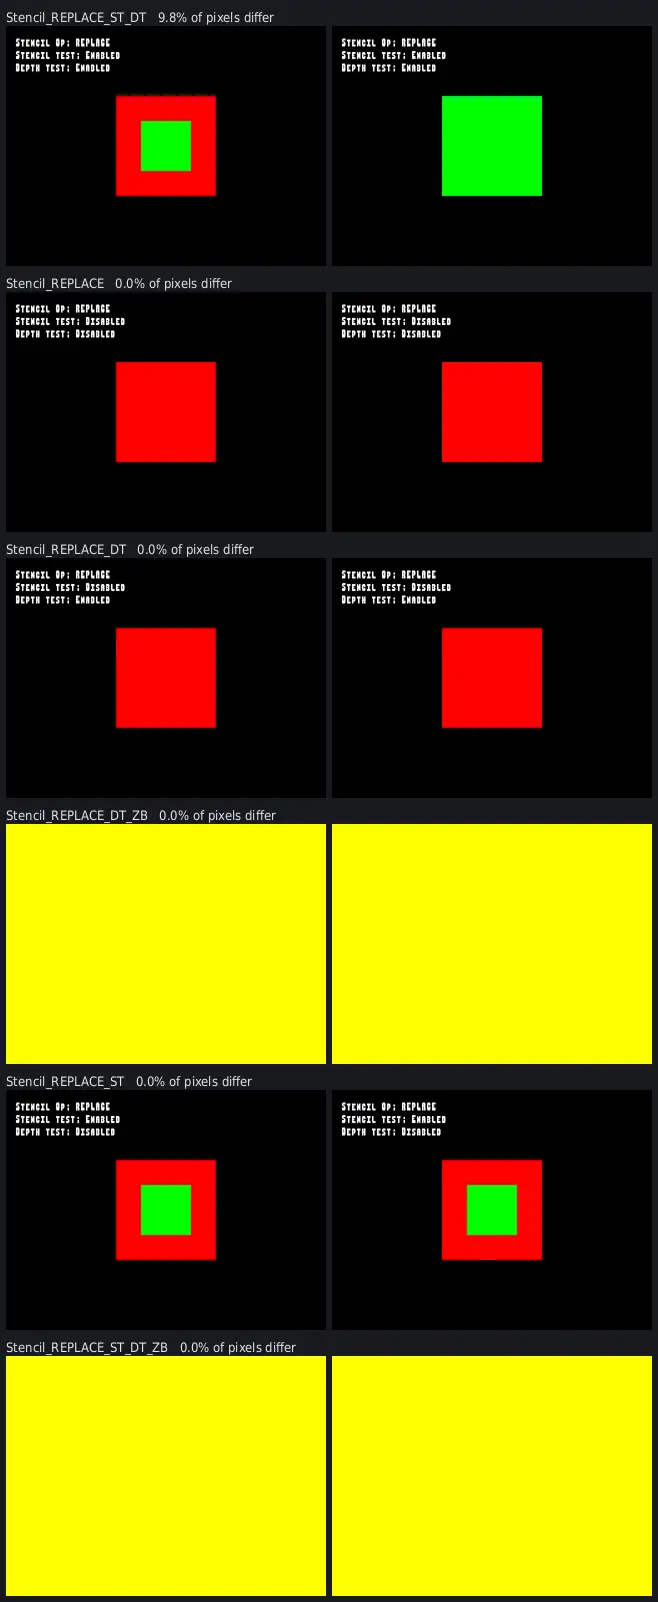 Stencil_REPLACE_ST_DT 9.8% of pixels differ
Stencil Op: REPLACE
Stencil test: Enabled
Depth test: Enabled
Stencil Op: REPLACE
Stencil test: Enabled
Depth test: Enabled
Stencil_REPLACE 0.0% of pixels differ
Stencil Op: REPLACE
Stencil test: Disabled
Depth test: Disabled
Stencil Op: REPLACE
Stencil test: Disabled
Depth test: Disabled
Stencil_REPLACE_DT 0.0% of pixels differ
Stencil Op: REPLACE
Stencil test: Disabled
Depth test: Enabled
Stencil Op: REPLACE
Stencil test: Disabled
Depth test: Enabled
Stencil_REPLACE_DT_ZB 0.0% of pixels differ
Stencil_REPLACE_ST 0.0% of pixels differ
Stencil Op: REPLACE
Stencil test: Enabled
Depth test: Disabled
Stencil Op: REPLACE
Stencil test: Enabled
Depth test: Disabled
Stencil_REPLACE_ST_DT_ZB 0.0% of pixels differ